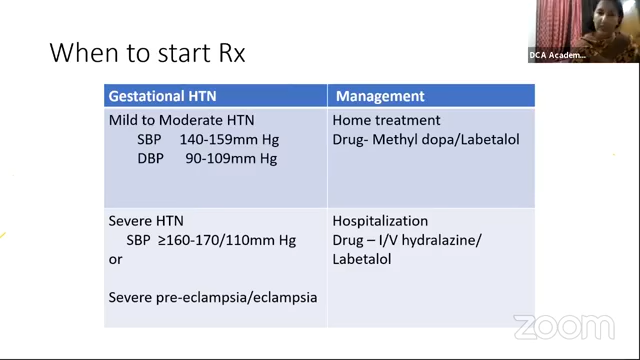 DCA Academ...
When to start Rx
Gestational HTN
Management
Mild to Moderate HTN
SBP 140-159mm Hg
DBP 90-109mm Hg
Home treatment
Drug- Methyl dopa/Labetalol
Severe HTN
SBP ≥160-170/110mm Hg
or
Severe pre-eclampsia/eclampsia
Hospitalization
Drug – I/V hydralazine/
Labetalol
zoom